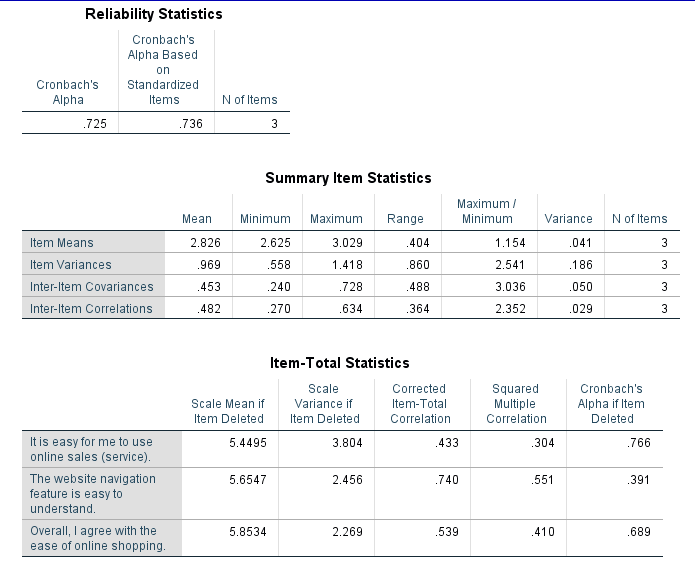 Reliability Statistics
Cronbach's
Alpha Based
on
Cronbach's Standardized
Alpha Items N of Items
.725 .736 3
Summary Item Statistics
Maximum /
Mean Minimum Maximum Range Minimum Variance N of Items
Item Means 2.826 2.625 3.029 .404 1.154 .041 3
Item Variances .969 .558 1.418 .860 2.541 .186 3
Inter-Item Covariances .453 .240 .728 .488 3.036 .050 3
Inter-Item Correlations .482 .270 .634 .364 2.352 .029 3
Item-Total Statistics
Scale Corrected Squared Cronbach's
Scale Mean if Variance if Item-Total Multiple Alpha if Item
Item Deleted Item Deleted Correlation Correlation Deleted
It is easy for me to use 5.4495 3.804 .433 .304 .766
online sales (service).
The website navigation 5.6547 2.456 .740 .551 .391
feature is easy to
understand.
Overall, I agree with the 5.8534 2.269 .539 .410 .689
ease of online shopping.